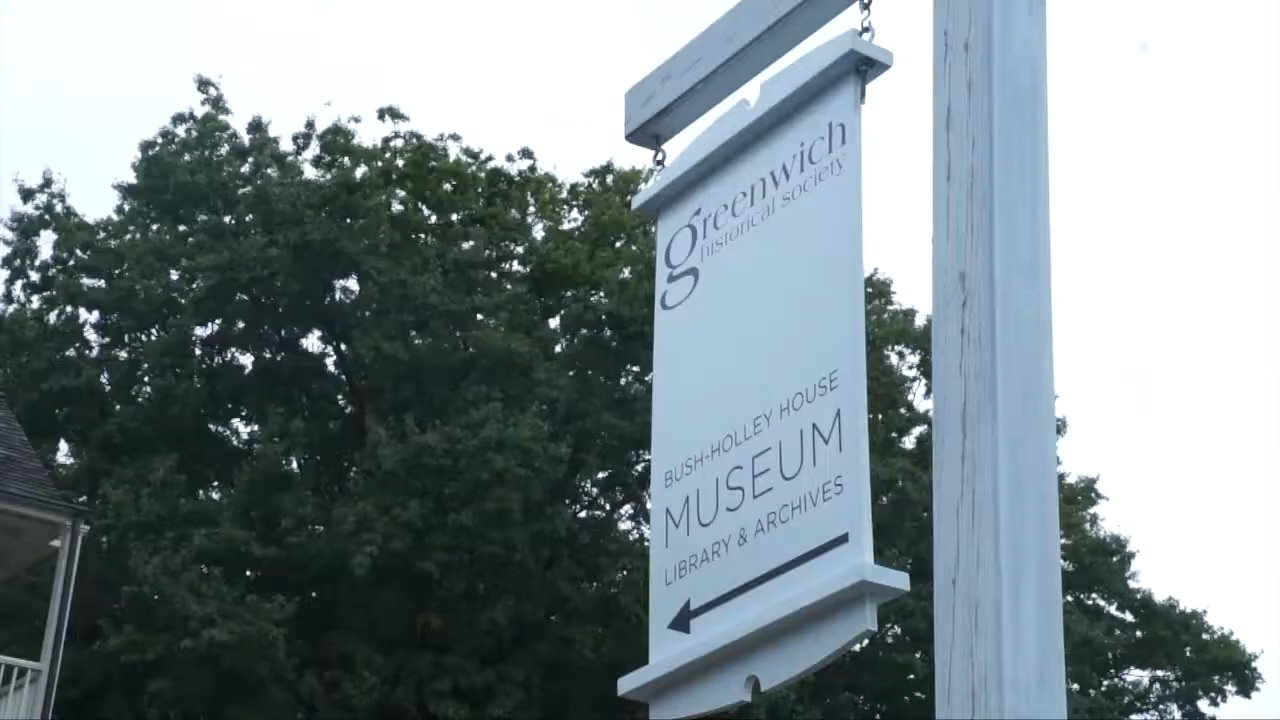 greenwich
historical society
BUSH-HOLLEY HOUSE
MUSEUM
LIBRARY & ARCHIVES